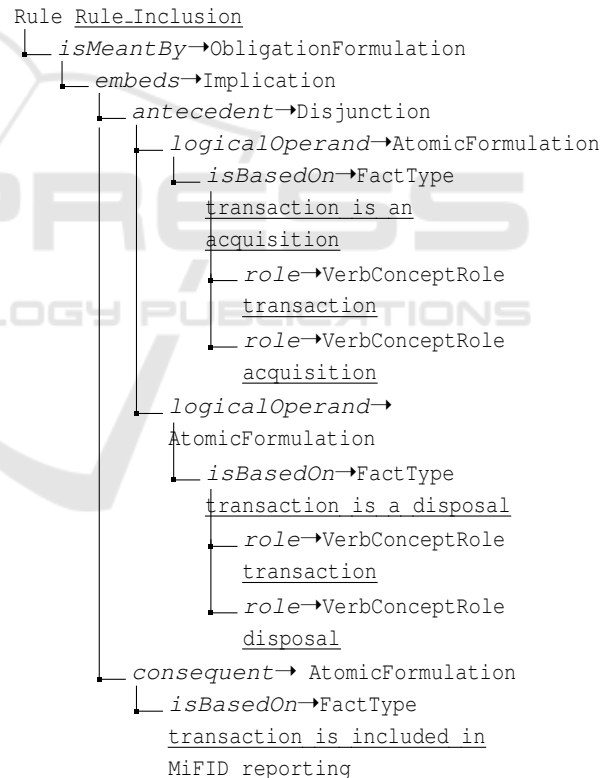 Rule Rule_Inclusion
isMeantBy→ObligationFormulation
embeds→Implication
antecedent→Disjunction
logicalOperand→AtomicFormulation
isBasedOn→FactType
transaction is an
acquisition
role→VerbConceptRole
transaction
role→VerbConceptRole
acquisition
logicalOperand→
AtomicFormulation
isBasedOn→FactType
transaction is a disposal
role→VerbConceptRole
transaction
role→VerbConceptRole
disposal
consequent→ AtomicFormulation
isBasedOn→FactType
transaction is included in
MiFID reporting